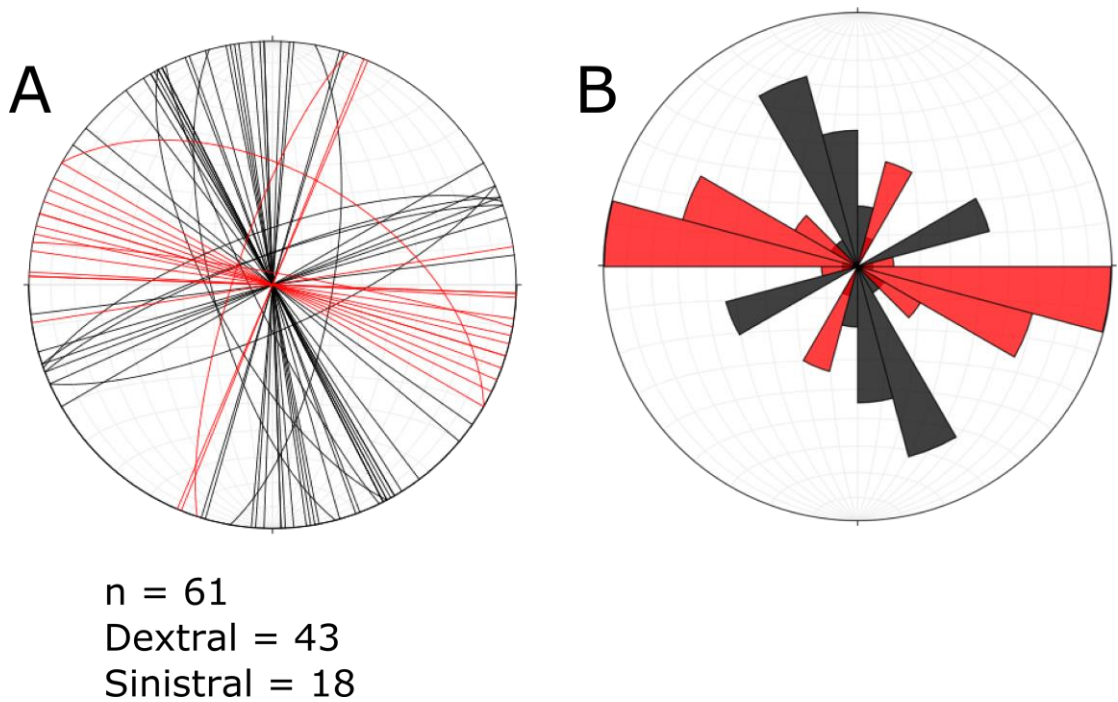 A
B
n = 61
Dextral = 43
Sinistral = 18